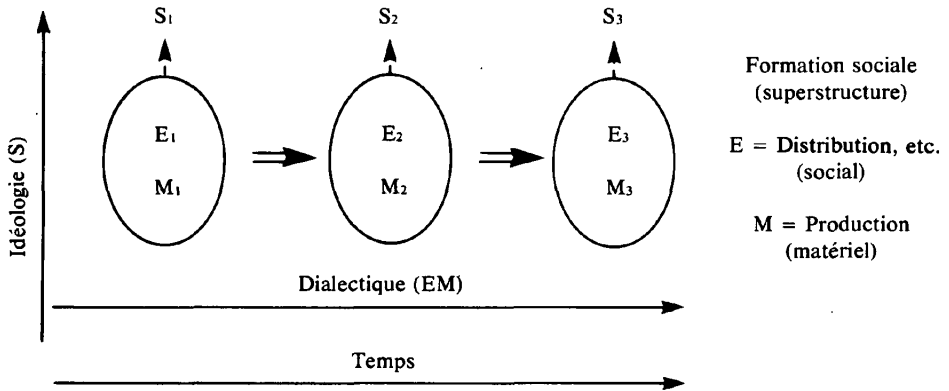 S1 S2 S3
Formation sociale
(superstructure)
E1 E2 E3
E = Distribution, etc.
(social)
M1 M2 M3
M = Production
(matériel)
Idéologie (S)
Dialectique (EM)
Temps